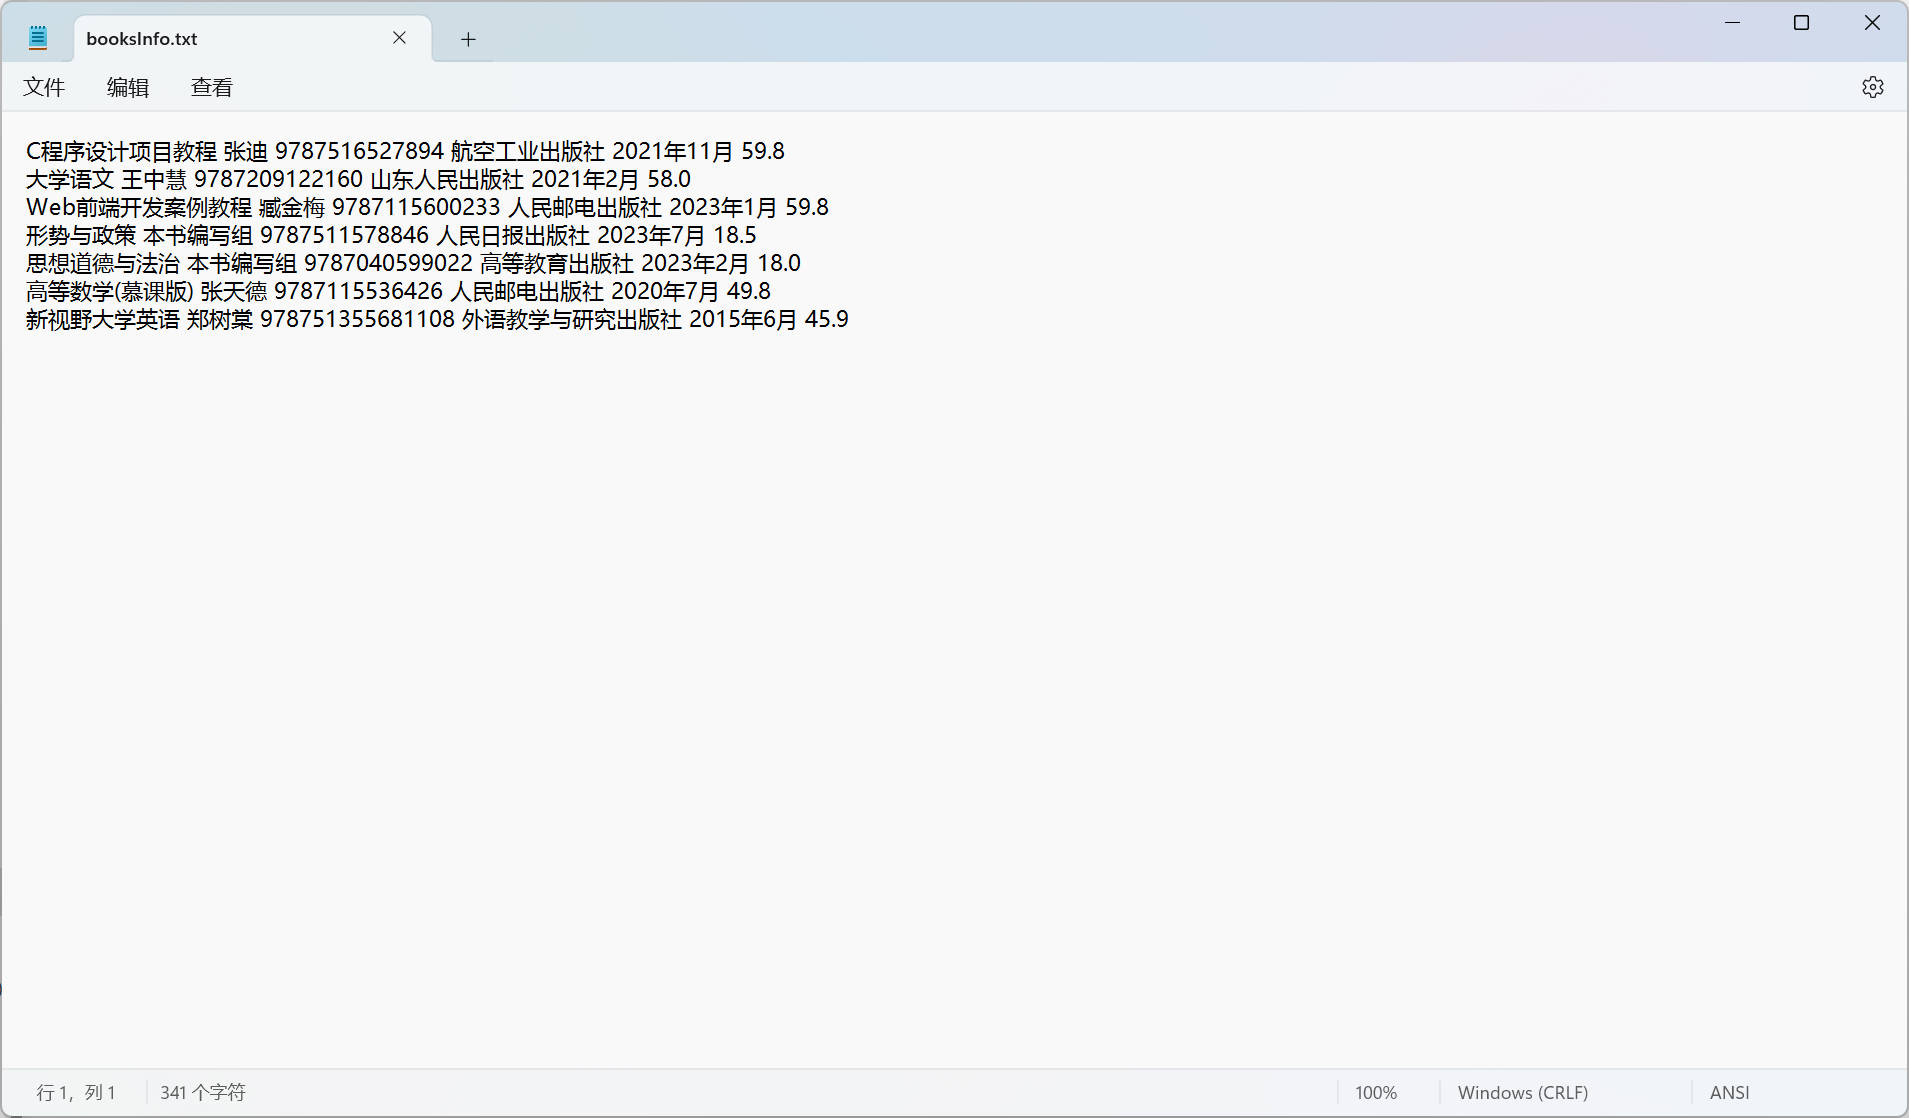 booksInfo.txt
文件 编辑 查看
C程序设计项目教程 张迪 9787516527894 航空工业出版社 2021年11月 59.8
大学语文 王中慧 9787209122160 山东人民出版社 2021年2月 58.0
Web前端开发案例教程 臧金梅 9787115600233 人民邮电出版社 2023年1月 59.8
形势与政策 本书编写组 9787511578846 人民日报出版社 2023年7月 18.5
思想道德与法治 本书编写组 9787040599022 高等教育出版社 2023年2月 18.0
高等数学(慕课版) 张天德 9787115536426 人民邮电出版社 2020年7月 49.8
新视野大学英语 郑树棠 978751355681108 外语教学与研究出版社 2015年6月 45.9
行 1，列 1 341 个字符 100% Windows (CRLF) ANSI